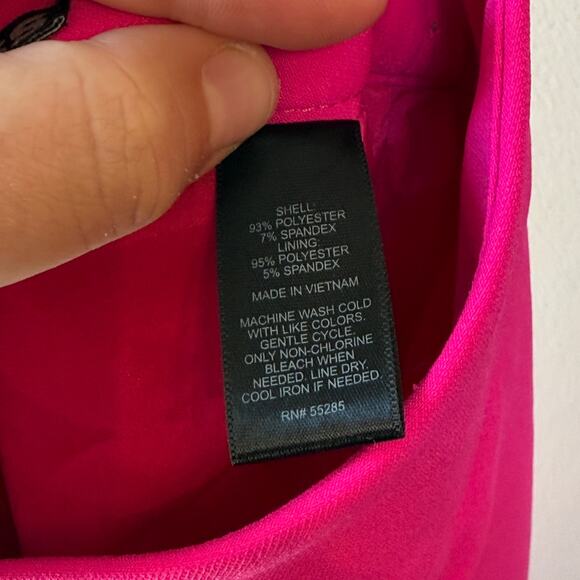 SHELL:
93% POLYESTER
7% SPANDEX
LINING:
95% POLYESTER
5% SPANDEX
MADE IN VIETNAM
MACHINE WASH COLD
WITH LIKE COLORS.
GENTLE CYCLE.
ONLY NON-CHLORINE
BLEACH WHEN
NEEDED. LINE DRY.
COOL IRON IF NEEDED.
RN# 55285